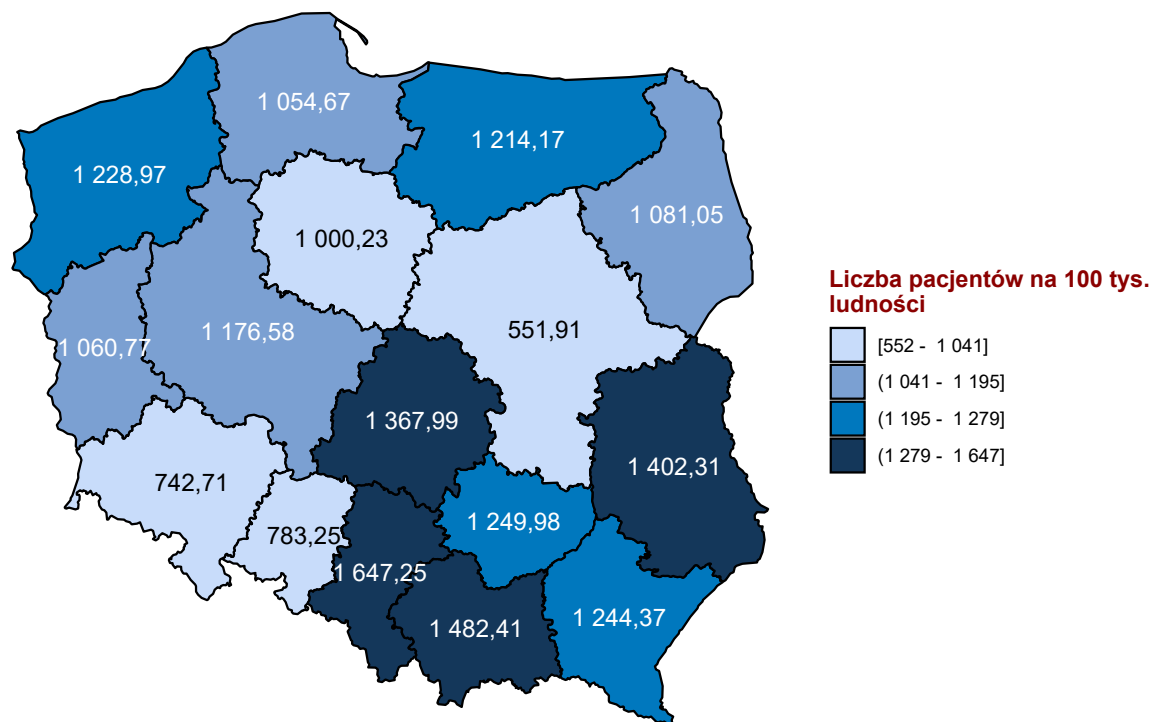 1 054,67
1 214,17
1 228,97
1 081,05
1 000,23
1 176,58
551,91
1 060,77
1 367,99
1 402,31
742,71
1 249,98
783,25
1 647,25
1 482,41
1 244,37
Liczba pacjentów na 100 tys.
ludności
[552 - 1 041]
(1 041 - 1 195]
(1 195 - 1 279]
(1 279 - 1 647]